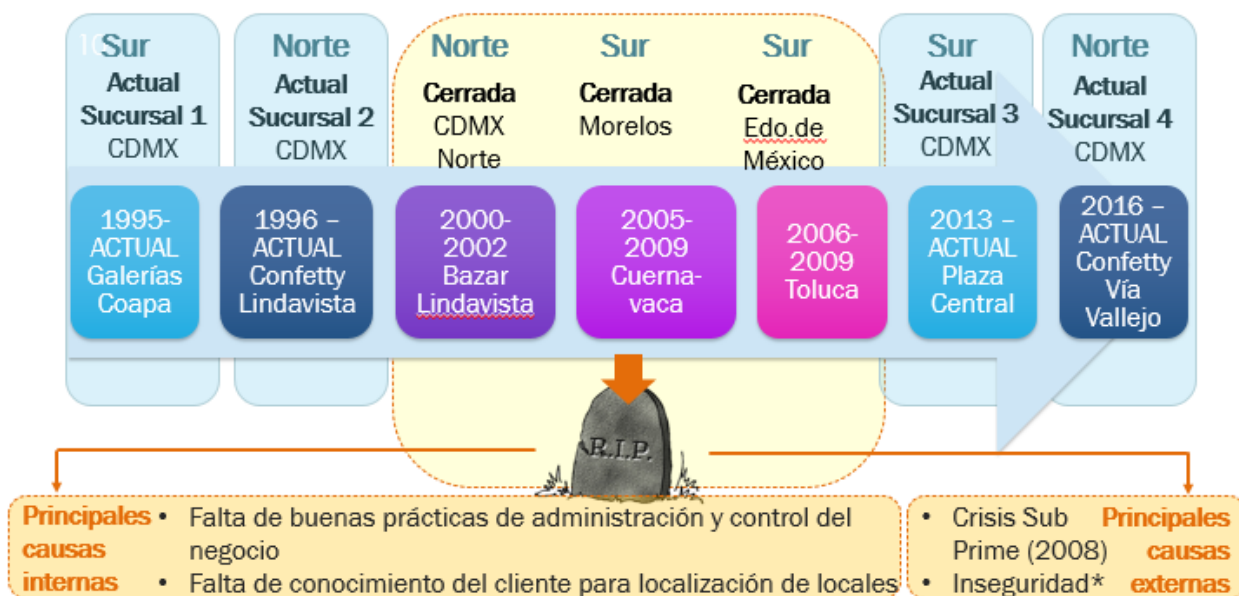 Sur
Actual
Sucursal 1
CDMX
Norte
Actual
Sucursal 2
CDMX
Norte
Cerrada
CDMX
Norte
Sur
Cerrada
Morelos
Sur
Cerrada
Edo.de
México
Sur
Actual
Sucursal 3
CDMX
Norte
Actual
Sucursal 4
CDMX
1995-
ACTUAL
Galerías
Coapa
1996 –
ACTUAL
Confetty
Lindavista
2000-
2002
Bazar
Lindavista
2005-
2009
Cuerna-
vaca
2006-
2009
Toluca
2013 –
ACTUAL
Plaza
Central
2016 –
ACTUAL
Confetty
Vía
Vallejo
R.I.P.
Principales
causas
internas
• Falta de buenas prácticas de administración y control del
negocio
• Falta de conocimiento del cliente para localización de locales
• Crisis Sub
Prime (2008)
• Inseguridad*
Principales
causas
externas